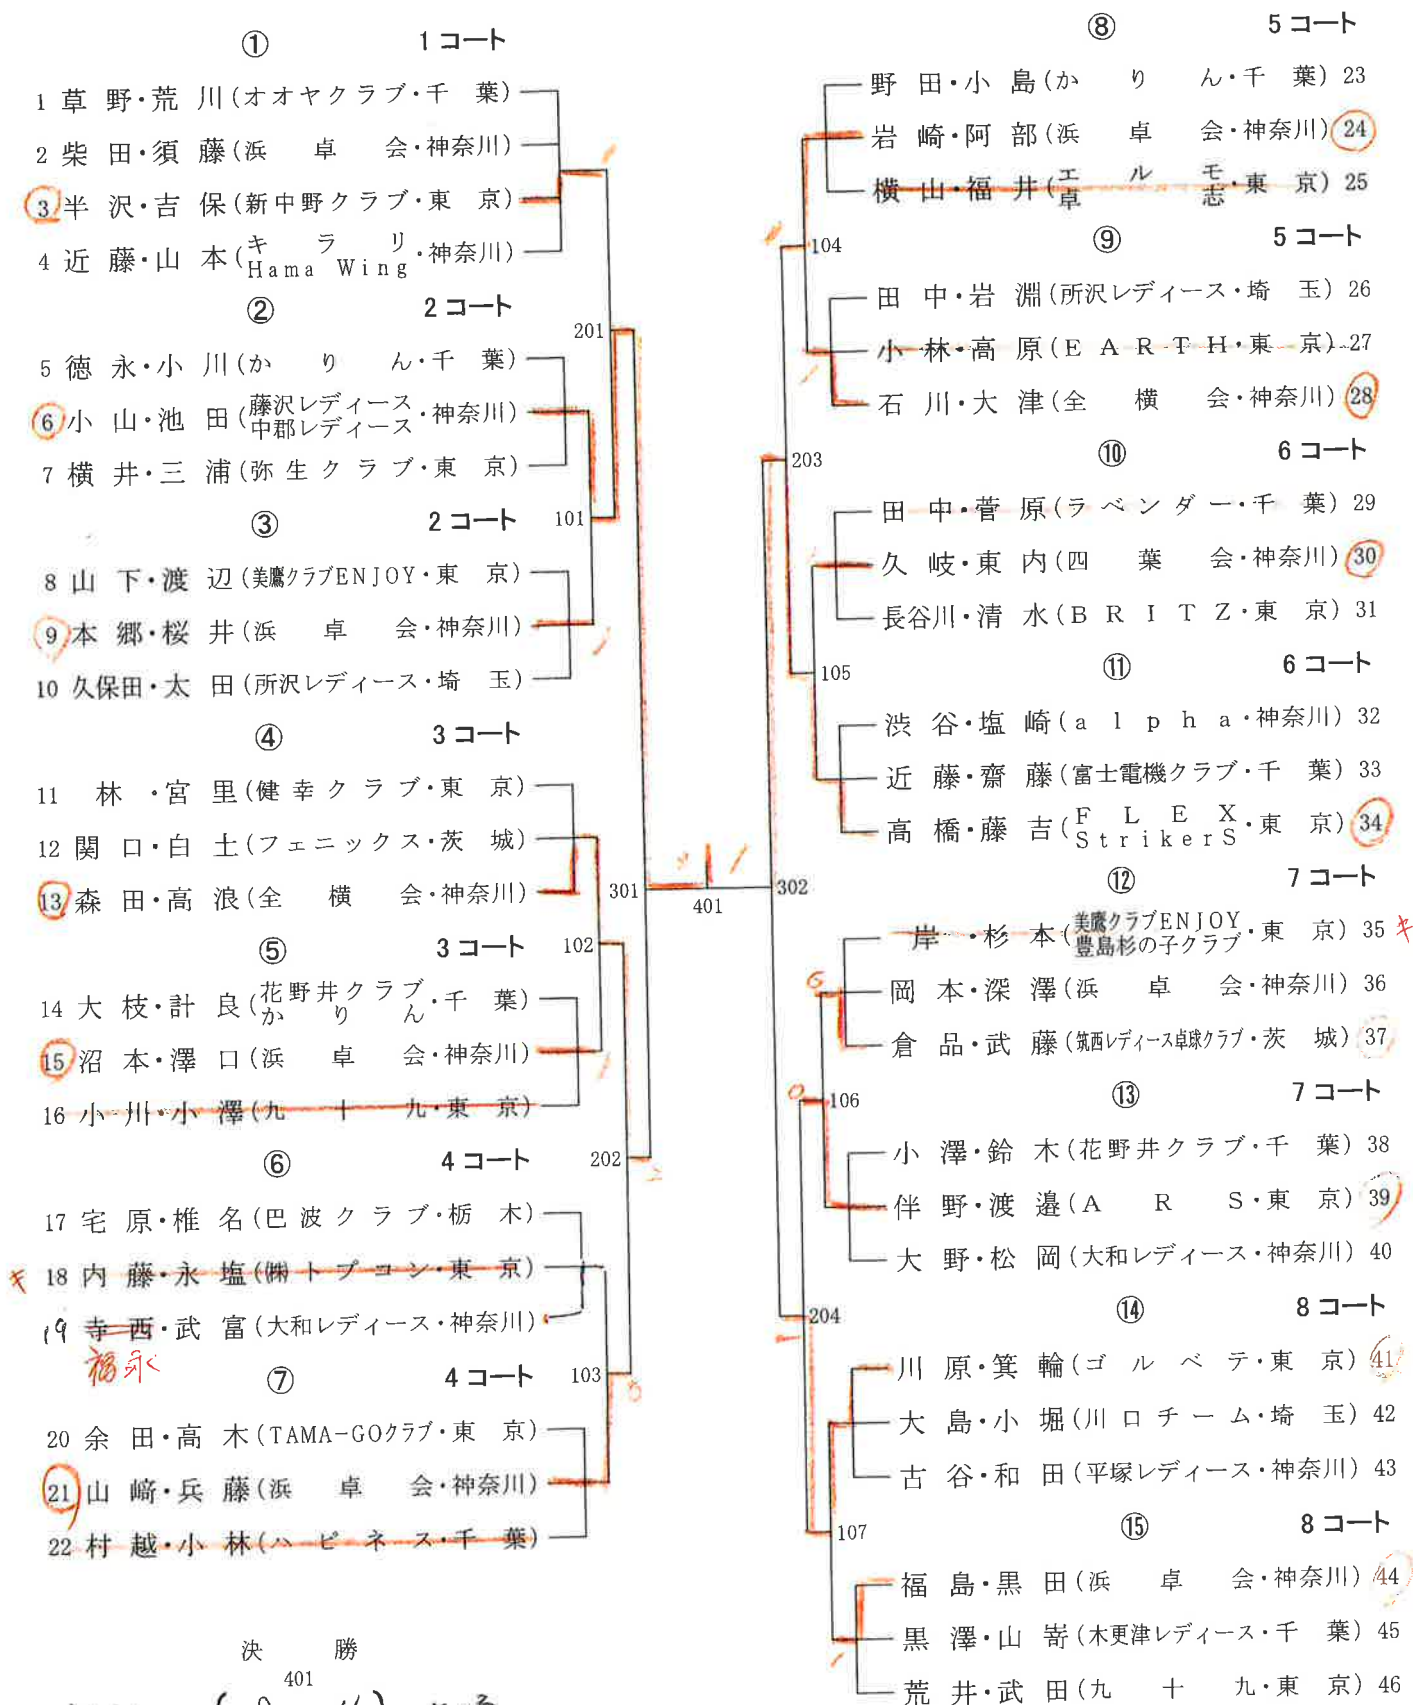 ① 1コート
1 草野・荒川(オオヤクラブ・千葉)
2 柴田・須藤(浜卓会・神奈川)
3 半沢・吉保(新中野クラブ・東京)
4 近藤・山本(キラリ Hama Wing・神奈川)
② 2コート
201
5 徳永・小川(かりん・千葉)
6 小山・池田(藤沢レディース 中郡レディース・神奈川)
7 横井・三浦(弥生クラブ・東京)
③ 2コート
101
8 山下・渡辺(美鷹クラブENJOY・東京)
9 本郷・桜井(浜卓会・神奈川)
10 久保田・太田(所沢レディース・埼玉)
④ 3コート
11 林・宮里(健幸クラブ・東京)
12 関口・白土(フェニックス・茨城)
13 森田・高浪(全横会・神奈川)
301
⑤ 3コート
102
14 大枝・計良(花野井クラブ かりん・千葉)
15 沼本・澤口(浜卓会・神奈川)
16 小川・小澤(九十九・東京)
⑥ 4コート
202
17 宅原・椎名(巴波クラブ・栃木)
キ 18 内藤・永塩(㈱トプコン・東京)
19 寺西・武富(大和レディース・神奈川)
福永
⑦ 4コート
103
20 余田・高木(TAMA-GOクラブ・東京)
21 山﨑・兵藤(浜卓会・神奈川)
22 村越・小林(ハピネス・千葉)
決勝
401
401
⑧ 5コート
野田・小島(かりん・千葉) 23
岩崎・阿部(浜卓会・神奈川) 24
横山・福井(エルモ 卓志・東京) 25
104
⑨ 5コート
田中・岩淵(所沢レディース・埼玉) 26
小林・高原(EARTH・東京) 27
石川・大津(全横会・神奈川) 28
203
⑩ 6コート
田中・菅原(ラベンダー・千葉) 29
久岐・東内(四葉会・神奈川) 30
長谷川・清水(BRITZ・東京) 31
105
⑪ 6コート
渋谷・塩崎(alpha・神奈川) 32
近藤・齋藤(富士電機クラブ・千葉) 33
高橋・藤吉(FLEX StrikerS・東京) 34
302
⑫ 7コート
岸・杉本(美鷹クラブENJOY 豊島杉の子クラブ・東京) 35 キ
岡本・深澤(浜卓会・神奈川) 36
倉品・武藤(筑西レディース卓球クラブ・茨城) 37
106
⑬ 7コート
小澤・鈴木(花野井クラブ・千葉) 38
伴野・渡邉(ARS・東京) 39
大野・松岡(大和レディース・神奈川) 40
204
⑭ 8コート
川原・箕輪(ゴルベテ・東京) 41
大島・小堀(川口チーム・埼玉) 42
古谷・和田(平塚レディース・神奈川) 43
107
⑮ 8コート
福島・黒田(浜卓会・神奈川) 44
黒澤・山嵜(木更津レディース・千葉) 45
荒井・武田(九十九・東京) 46